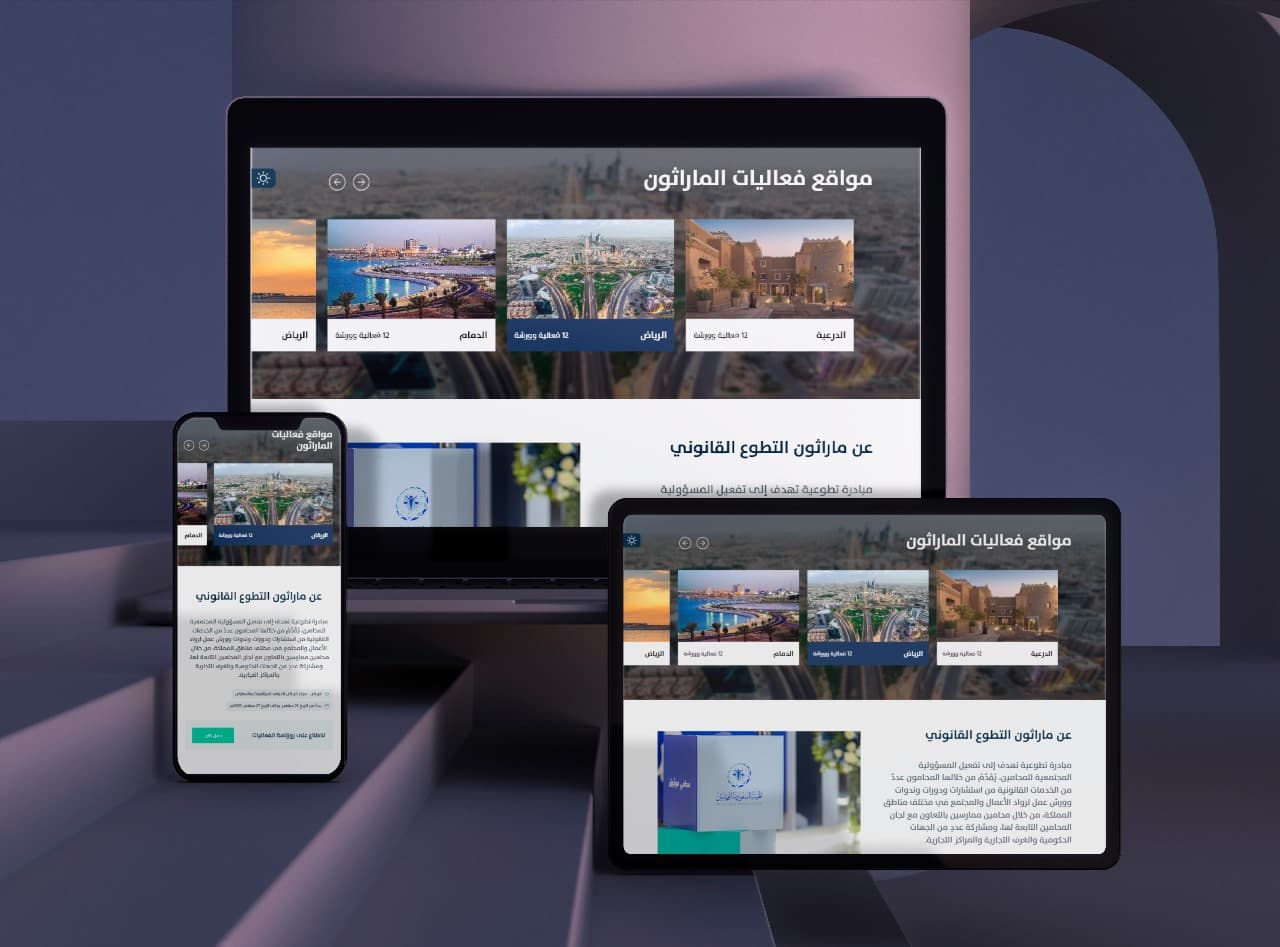 مواقع فعاليات الماراثون
الدرعية
12 فعالية وورشة
الرياض
12 فعالية وورشة
الدمام
12 فعالية وورشة
الرياض
عن ماراثون التطوع القانوني
مبادرة تطوعية تهدف إلى تفعيل المسؤولية
مواقع فعاليات
الماراثون
الرياض
12 فعالية وورشة
الدمام
عن ماراثون التطوع القانوني
مبادرة تطوعية تهدف إلى تفعيل المسؤولية المجتمعية
للمحامين، يُقدَّمُ من خلالها المحامون عددٌ من الخدمات
القانونية من استشارات ودورات وندوات وورش عمل لرواد
الأعمال والمجتمع في مختلف مناطق المملكة، من خلال
محامين ممارسين بالتعاون مع لجان المحامين التابعة لها،
ومشاركة عددٍ من الجهات الحكومية والغرف التجارية
والمراكز التجارية.
للاطلاع على روزنامة الفعاليات
مواقع فعاليات الماراثون
الدرعية
12 فعالية وورشة
الرياض
12 فعالية وورشة
الدمام
12 فعالية وورشة
الرياض
عن ماراثون التطوع القانوني
مبادرة تطوعية تهدف إلى تفعيل المسؤولية
المجتمعية للمحامين، يُقدَّمُ من خلالها المحامون عددٌ
من الخدمات القانونية من استشارات ودورات وندوات
وورش عمل لرواد الأعمال والمجتمع في مختلف مناطق
المملكة، من خلال محامين ممارسين بالتعاون مع لجان
المحامين التابعة لها، ومشاركة عددٍ من الجهات
الحكومية والغرف التجارية والمراكز التجارية.